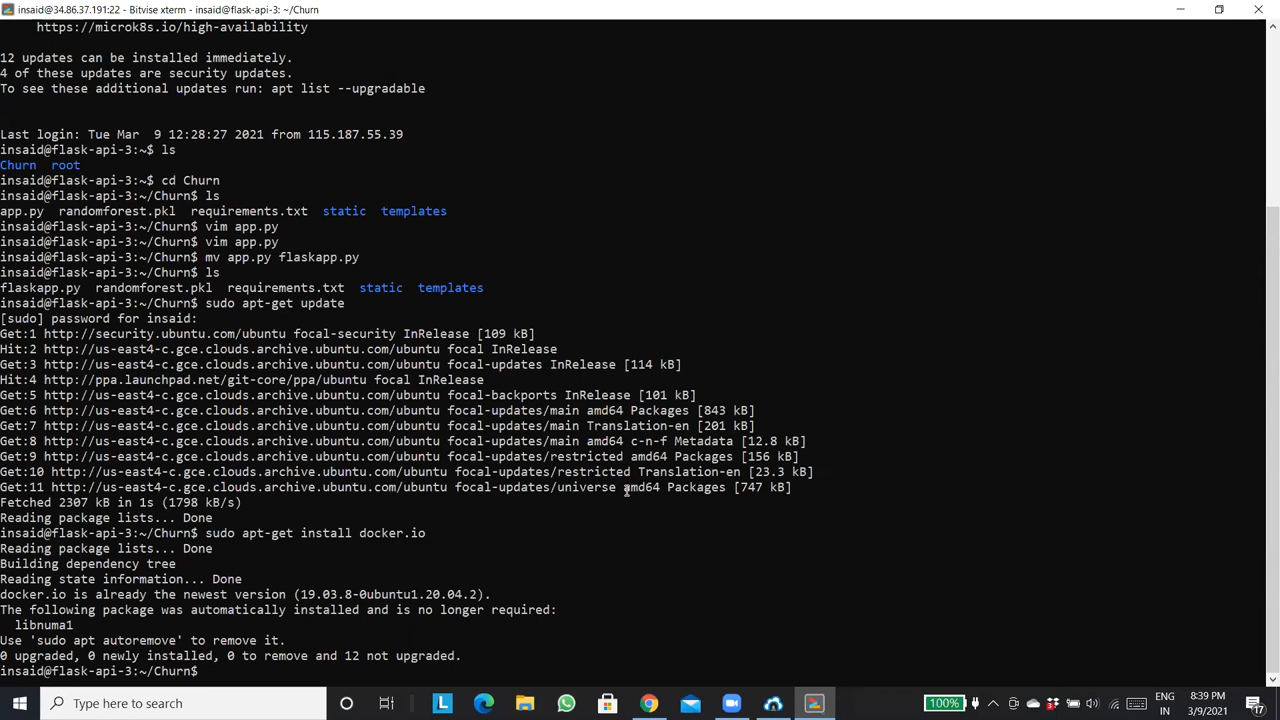 insaid@34.86.37.191:22 - Bitvise xterm - insaid@flask-api-3: ~/Churn
https://microk8s.io/high-availability
12 updates can be installed immediately.
4 of these updates are security updates.
To see these additional updates run: apt list --upgradable
Last login: Tue Mar  9 12:28:27 2021 from 115.187.55.39
insaid@flask-api-3:~$ ls
Churn  root
insaid@flask-api-3:~$ cd Churn
insaid@flask-api-3:~/Churn$ ls
app.py  randomforest.pkl  requirements.txt  static  templates
insaid@flask-api-3:~/Churn$ vim app.py
insaid@flask-api-3:~/Churn$ vim app.py
insaid@flask-api-3:~/Churn$ mv app.py flaskapp.py
insaid@flask-api-3:~/Churn$ ls
flaskapp.py  randomforest.pkl  requirements.txt  static  templates
insaid@flask-api-3:~/Churn$ sudo apt-get update
[sudo] password for insaid:
Get:1 http://security.ubuntu.com/ubuntu focal-security InRelease [109 kB]
Hit:2 http://us-east4-c.gce.clouds.archive.ubuntu.com/ubuntu focal InRelease
Get:3 http://us-east4-c.gce.clouds.archive.ubuntu.com/ubuntu focal-updates InRelease [114 kB]
Hit:4 http://ppa.launchpad.net/git-core/ppa/ubuntu focal InRelease
Get:5 http://us-east4-c.gce.clouds.archive.ubuntu.com/ubuntu focal-backports InRelease [101 kB]
Get:6 http://us-east4-c.gce.clouds.archive.ubuntu.com/ubuntu focal-updates/main amd64 Packages [843 kB]
Get:7 http://us-east4-c.gce.clouds.archive.ubuntu.com/ubuntu focal-updates/main Translation-en [201 kB]
Get:8 http://us-east4-c.gce.clouds.archive.ubuntu.com/ubuntu focal-updates/main amd64 c-n-f Metadata [12.8 kB]
Get:9 http://us-east4-c.gce.clouds.archive.ubuntu.com/ubuntu focal-updates/restricted amd64 Packages [156 kB]
Get:10 http://us-east4-c.gce.clouds.archive.ubuntu.com/ubuntu focal-updates/restricted Translation-en [23.3 kB]
Get:11 http://us-east4-c.gce.clouds.archive.ubuntu.com/ubuntu focal-updates/universe amd64 Packages [747 kB]
Fetched 2307 kB in 1s (1798 kB/s)
Reading package lists... Done
insaid@flask-api-3:~/Churn$ sudo apt-get install docker.io
Reading package lists... Done
Building dependency tree
Reading state information... Done
docker.io is already the newest version (19.03.8-0ubuntu1.20.04.2).
The following package was automatically installed and is no longer required:
libnuma1
Use 'sudo apt autoremove' to remove it.
0 upgraded, 0 newly installed, 0 to remove and 12 not upgraded.
insaid@flask-api-3:~/Churn$
Type here to search
L
100%
ENG
IN
8:39 PM
3/9/2021
17